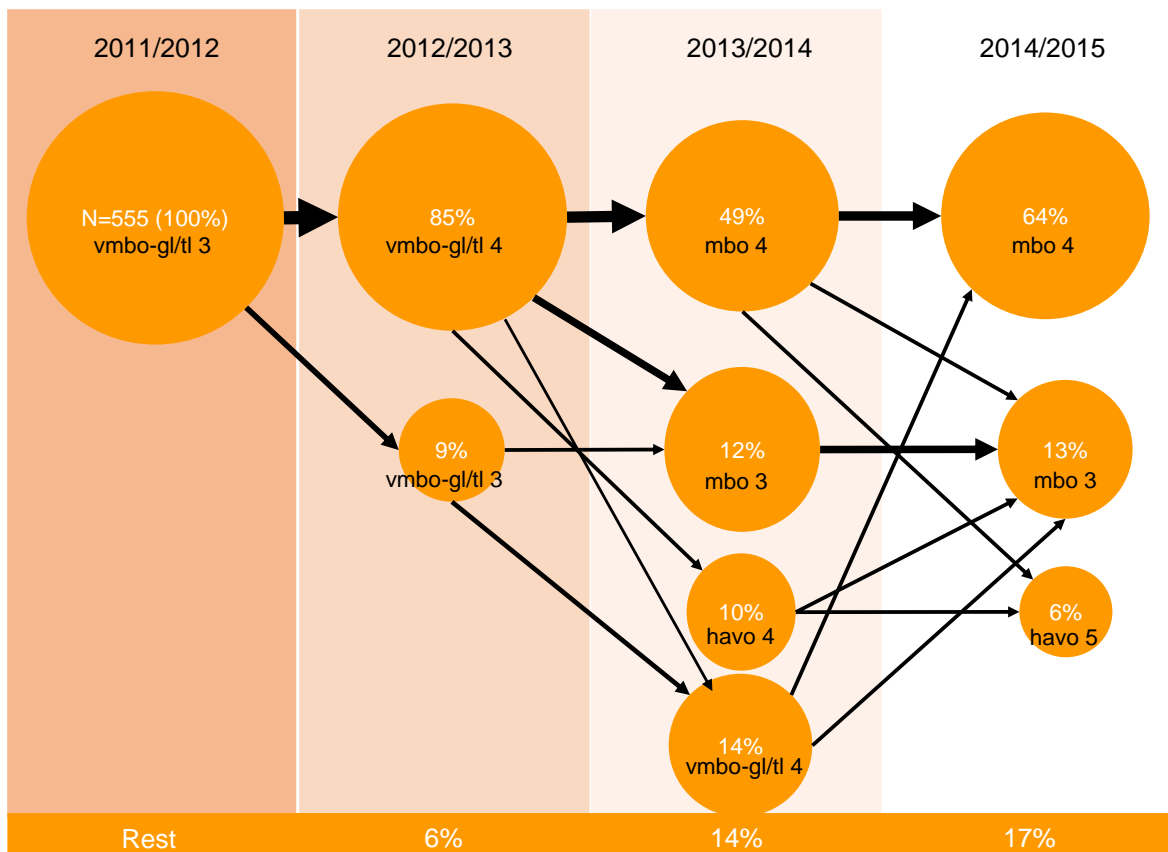 2011/2012
2012/2013
2013/2014
2014/2015
N=555 (100%)
vmbo-gl/tl 3
85%
vmbo-gl/tl 4
49%
mbo 4
64%
mbo 4
9%
vmbo-gl/tl 3
12%
mbo 3
13%
mbo 3
10%
havo 4
6%
havo 5
14%
vmbo-gl/tl 4
Rest
6%
14%
17%